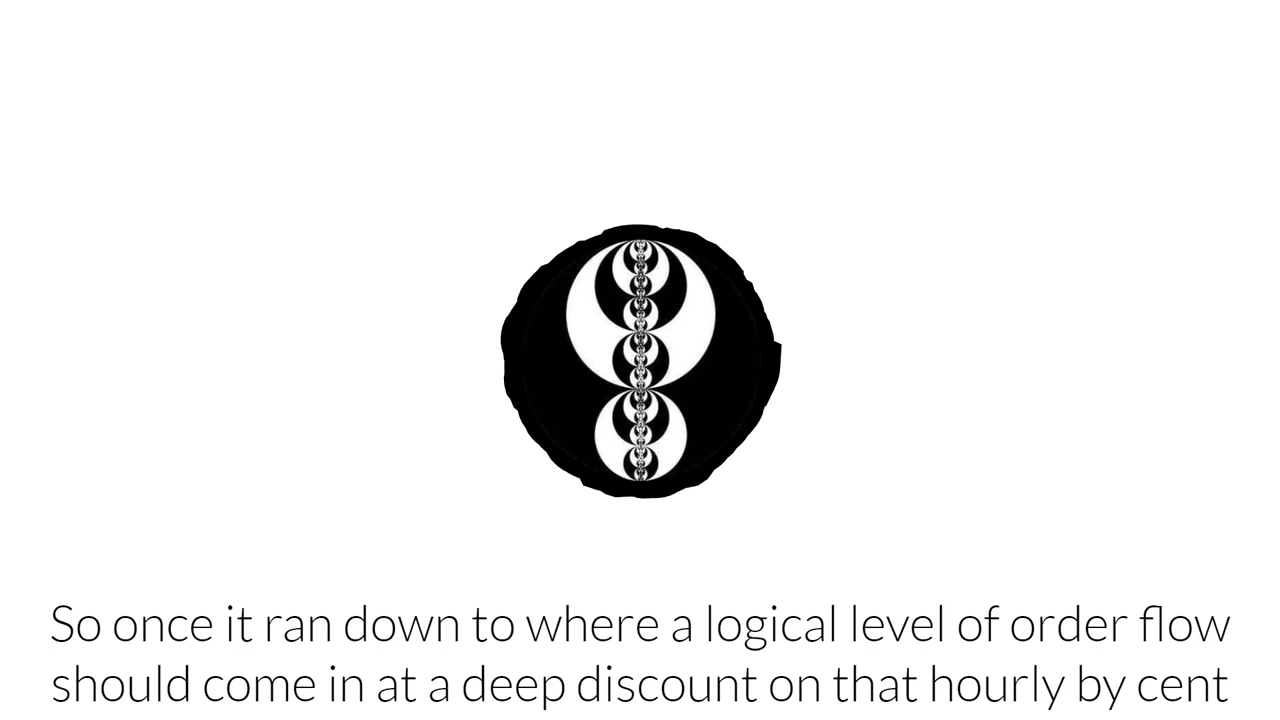 So once it ran down to where a logical level of order flow
should come in at a deep discount on that hourly by cent